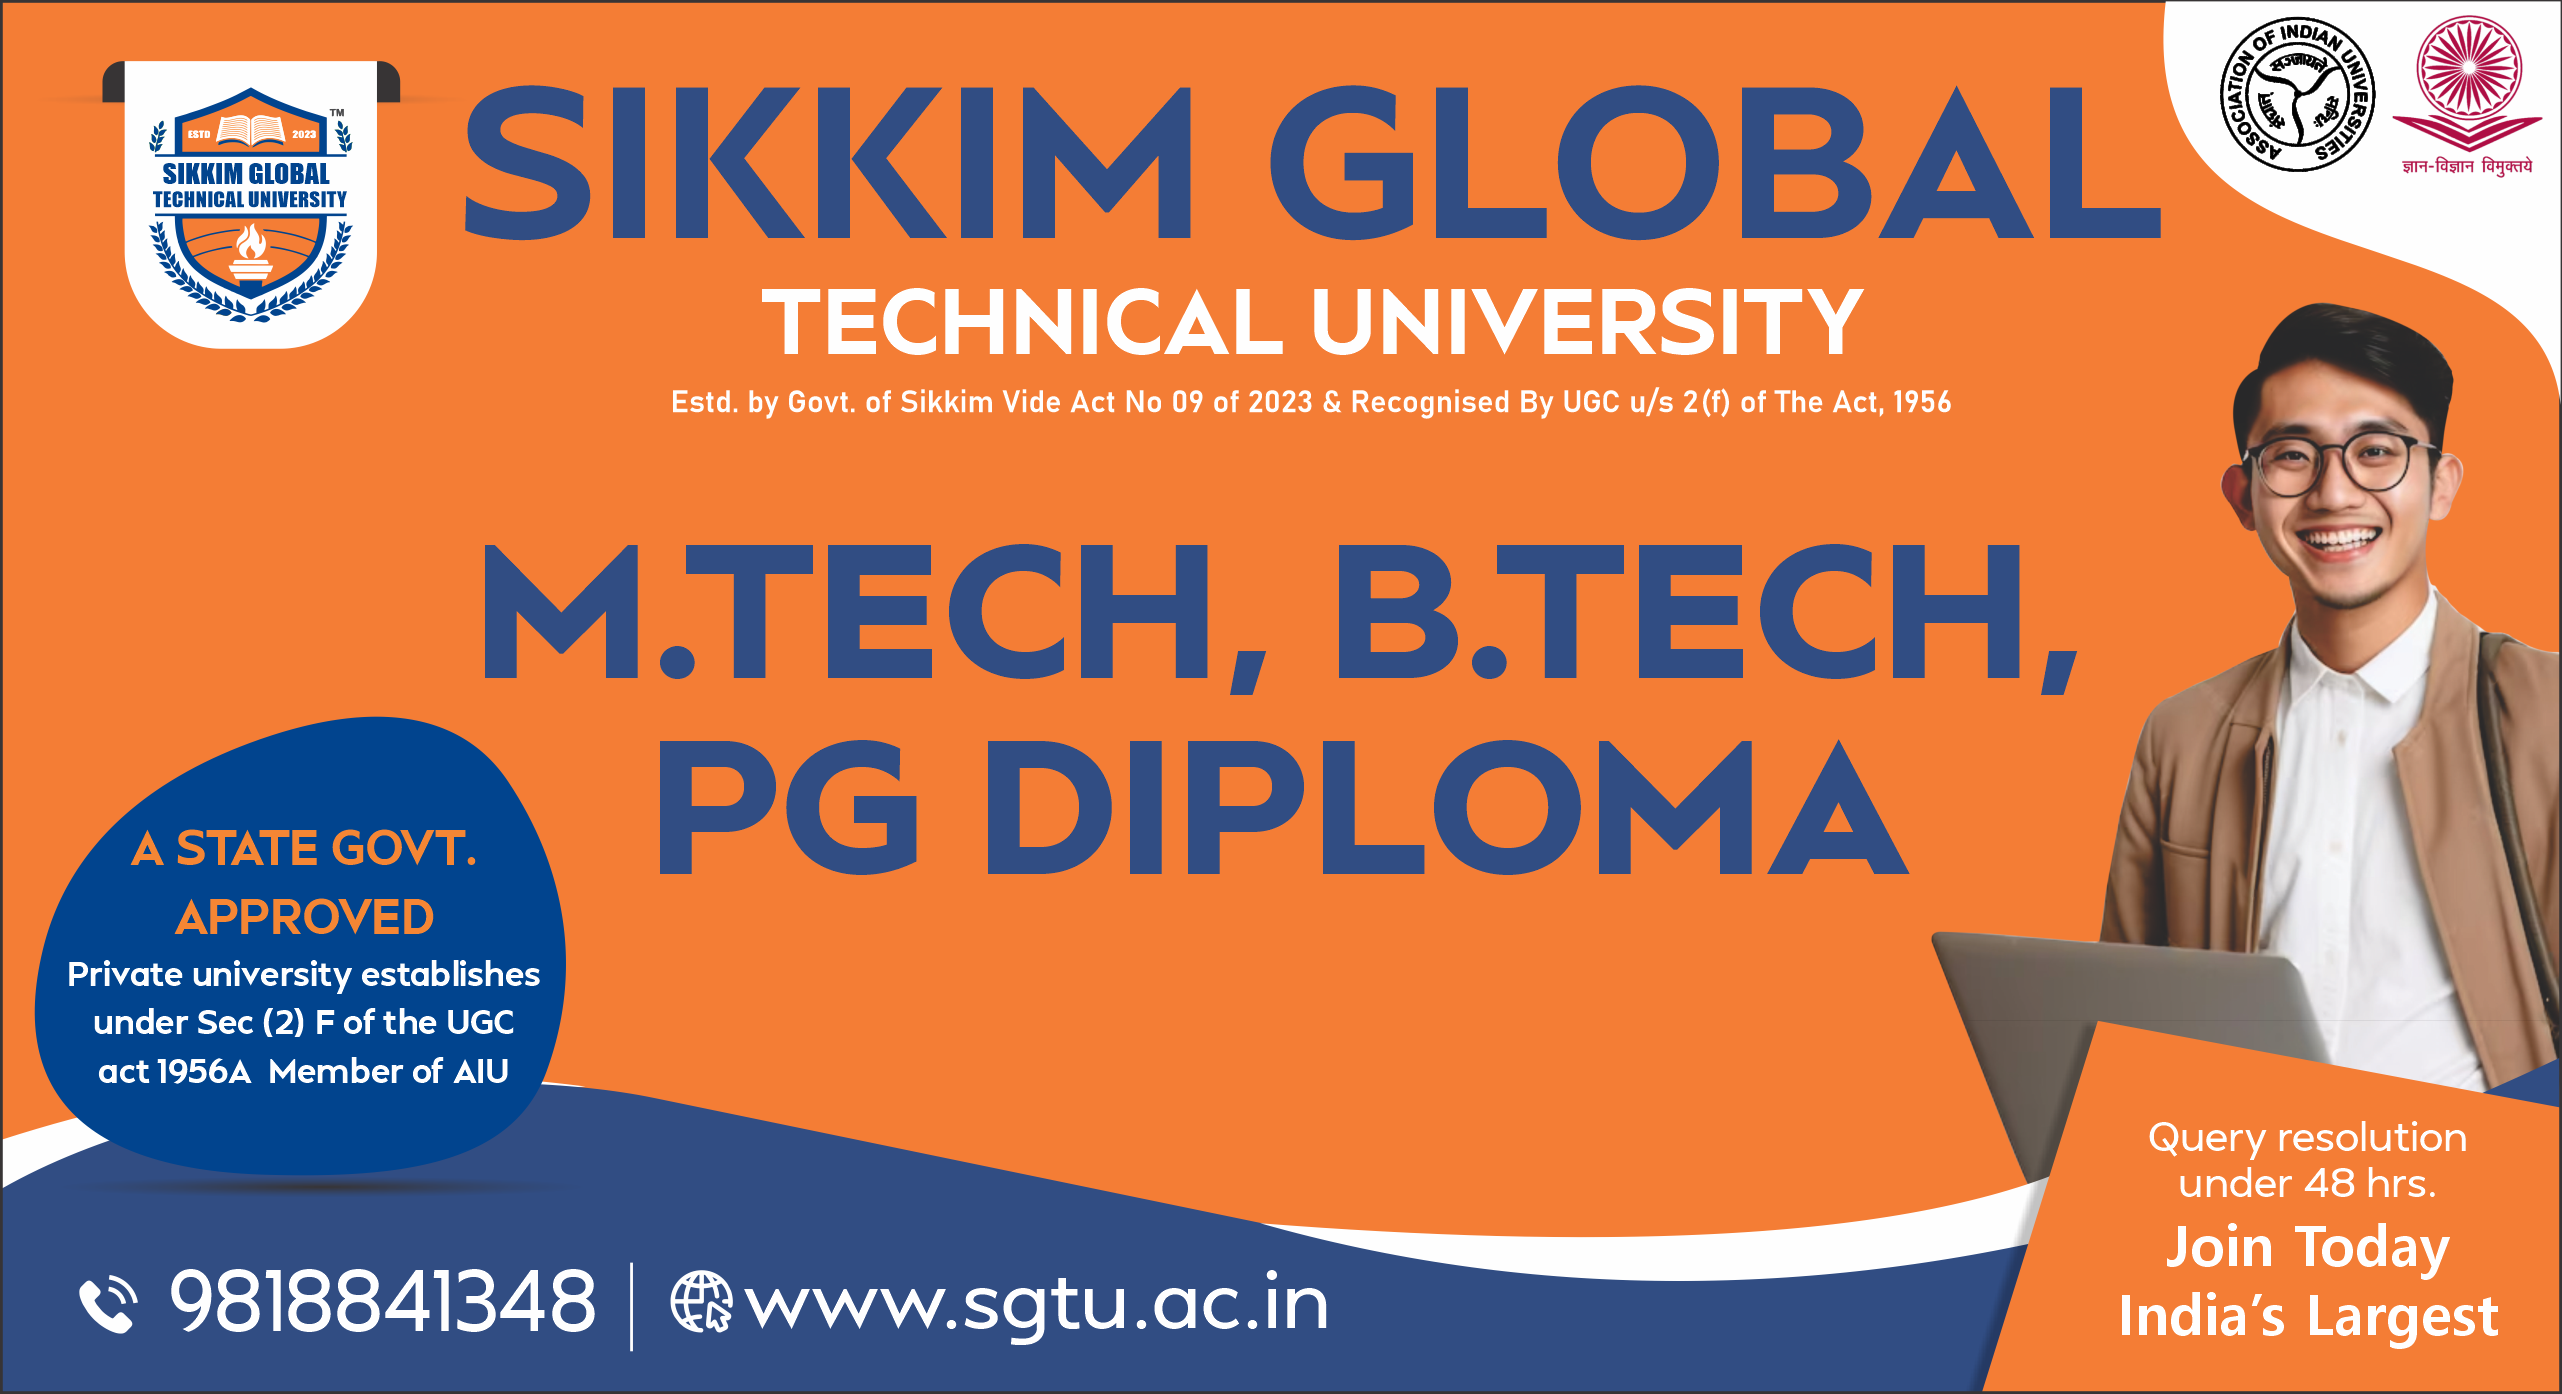 ESTD 2023
TM
SIKKIM GLOBAL
TECHNICAL UNIVERSITY
SIKKIM GLOBAL
TECHNICAL UNIVERSITY
Estd. by Govt. of Sikkim Vide Act No 09 of 2023 & Recognised By UGC u/s 2(f) of The Act, 1956
ASSOCIATION OF INDIAN UNIVERSITIES
ज्ञान-विज्ञान विमुक्तये
M.TECH, B.TECH,
PG DIPLOMA
A STATE GOVT.
APPROVED
Private university establishes
under Sec (2) F of the UGC
act 1956A Member of AIU
9818841348
www.sgtu.ac.in
Query resolution
under 48 hrs.
Join Today
India’s Largest